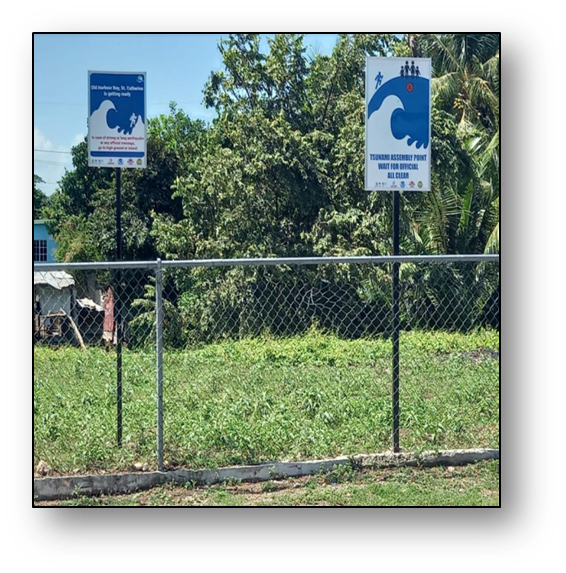 Old Harbour Bay, St. Catherine
is getting ready
In case of strong or long earthquake
or any official message,
go to high ground or inland
TSUNAMI ASSEMBLY POINT
WAIT FOR OFFICIAL
ALL CLEAR